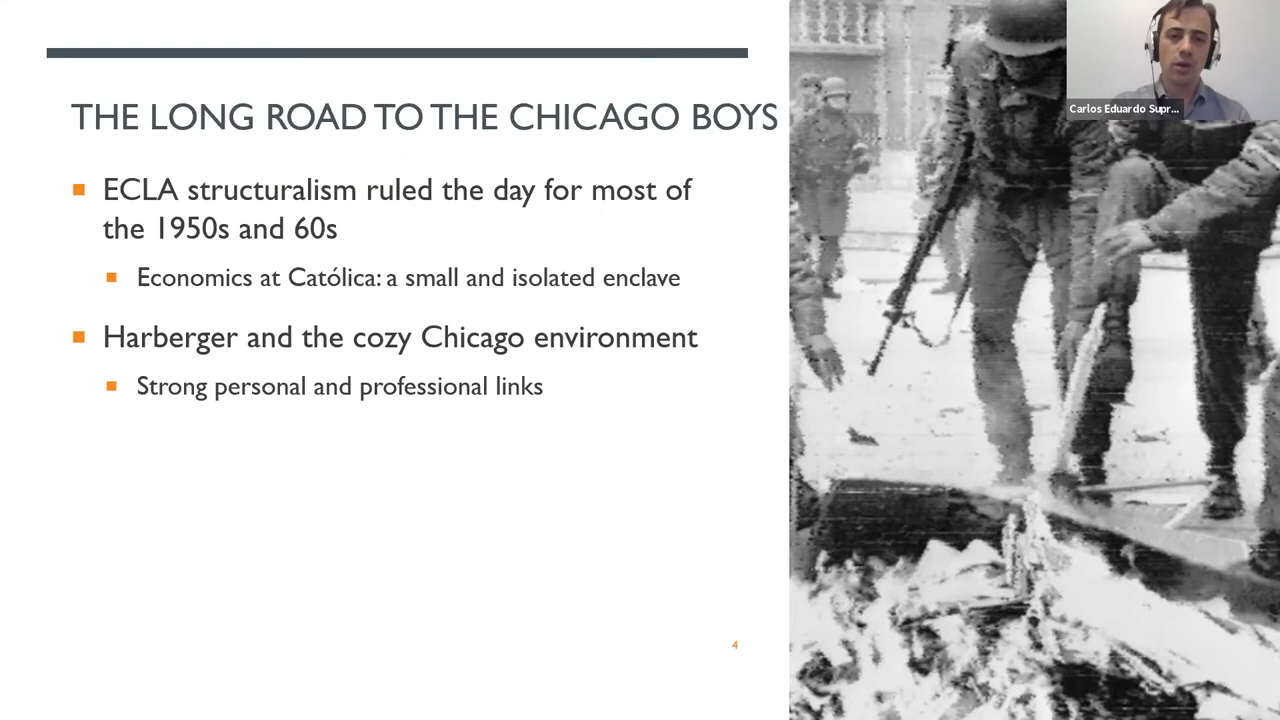 THE LONG ROAD TO THE CHICAGO BOYS
ECLA structuralism ruled the day for most of
the 1950s and 60s
Economics at Católica: a small and isolated enclave
Harberger and the cozy Chicago environment
Strong personal and professional links
4
Carlos Eduardo Supr...